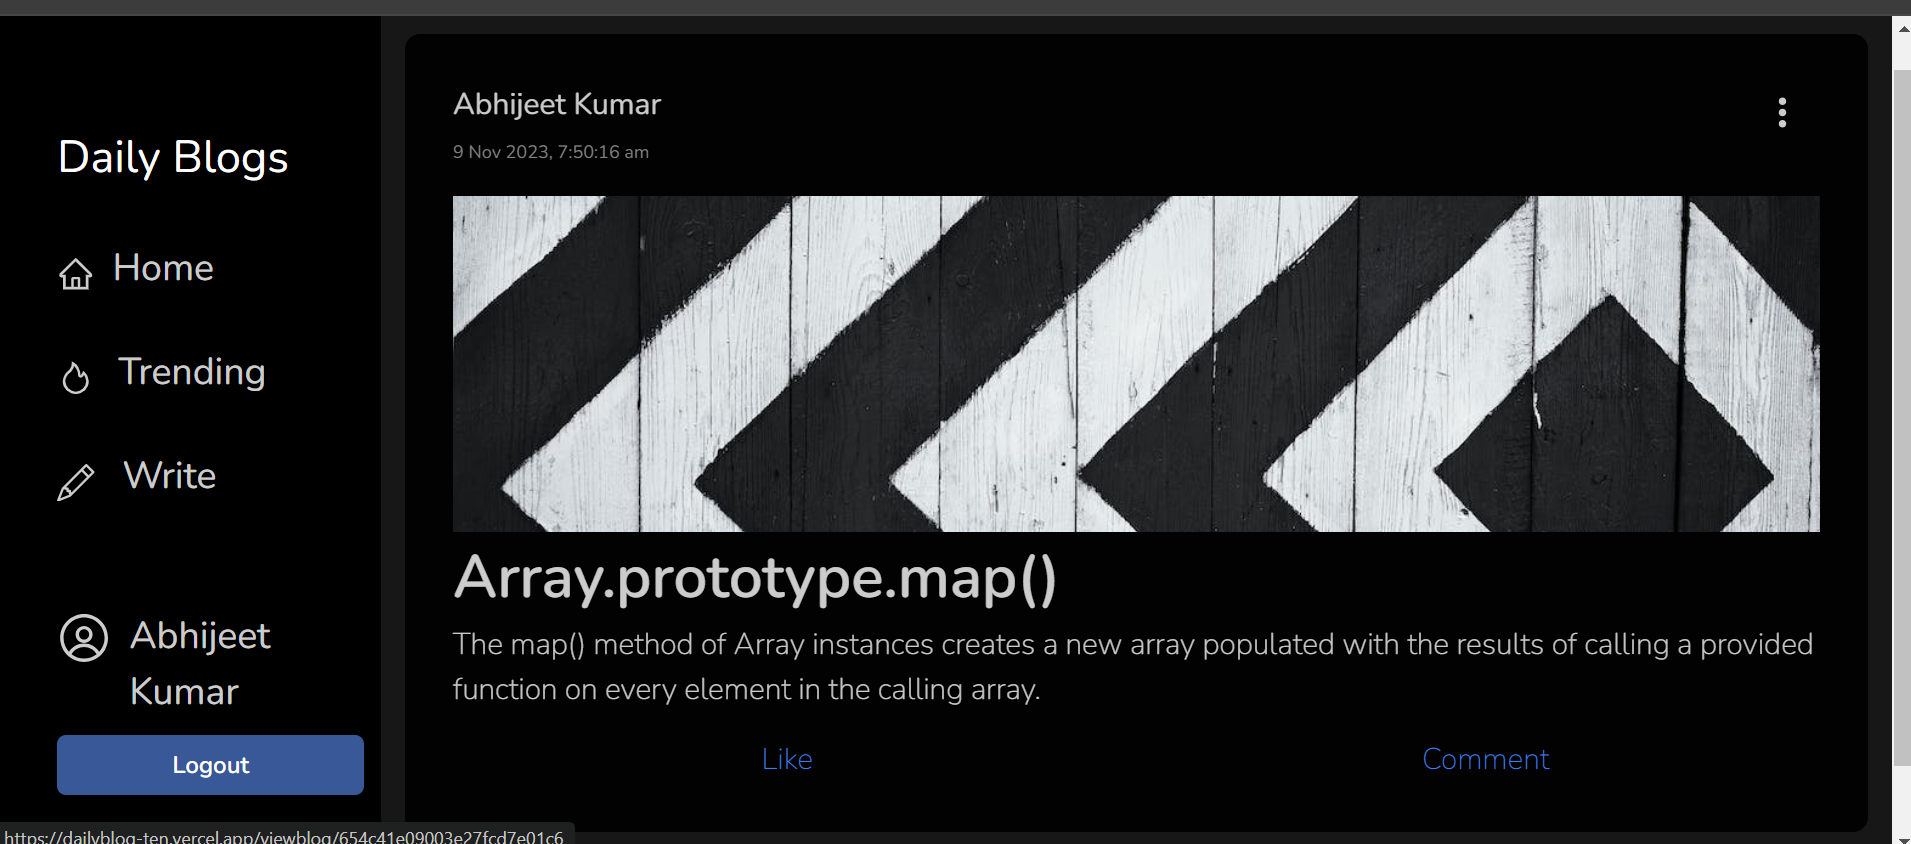 Daily Blogs
Home
Trending
Write
Abhijeet
Kumar
Logout
Abhijeet Kumar
9 Nov 2023, 7:50:16 am
Array.prototype.map()
The map() method of Array instances creates a new array populated with the results of calling a provided
function on every element in the calling array.
Like
Comment
https://dailyblog-ten.vercel.app/viewblog/654c41e09003e27fcd7e01c6